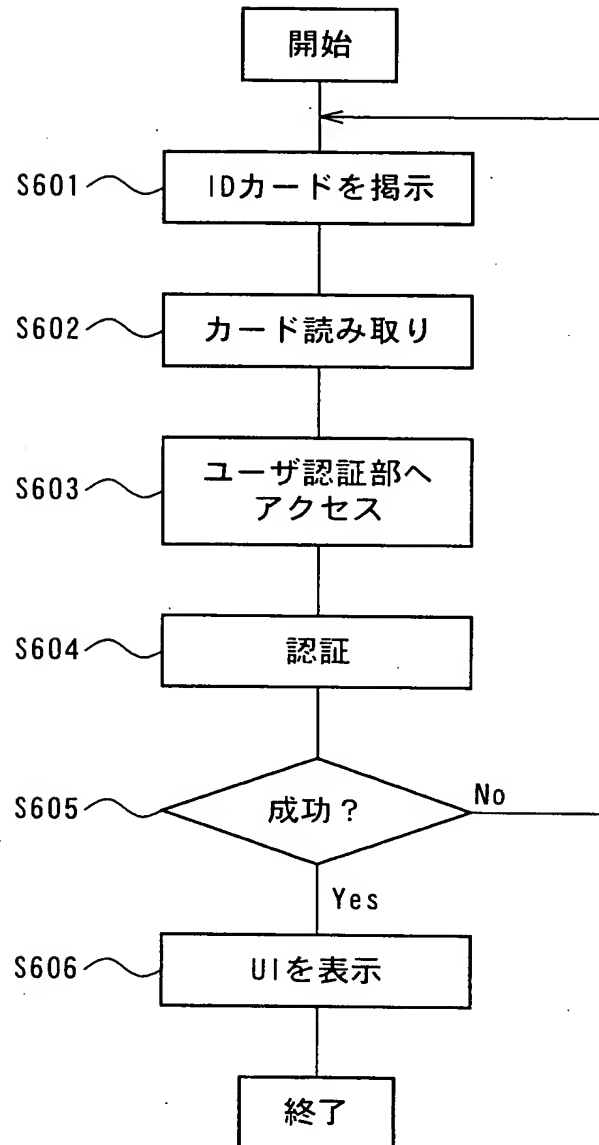 開始
S601
IDカードを掲示
S602
カード読み取り
S603
ユーザ認証部へ
アクセス
S604
認証
S605
成功？
No
Yes
S606
UIを表示
終了